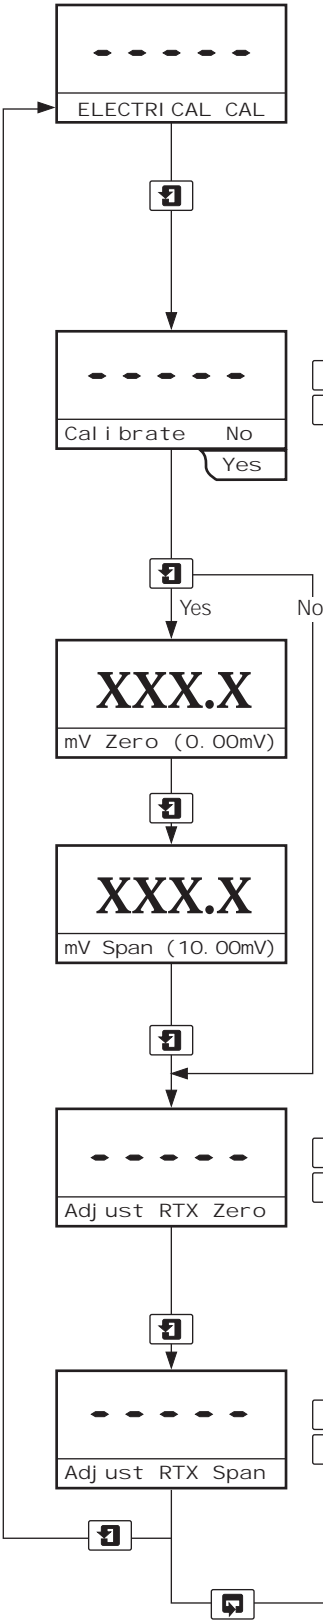 - - - - -
ELECTRICAL CAL
- - - - -
Calibrate No
Yes
Yes No
XXX.X
mV Zero (0.00mV)
XXX.X
mV Span (10.00mV)
- - - - -
Adjust RTX Zero
- - - - -
Adjust RTX Span